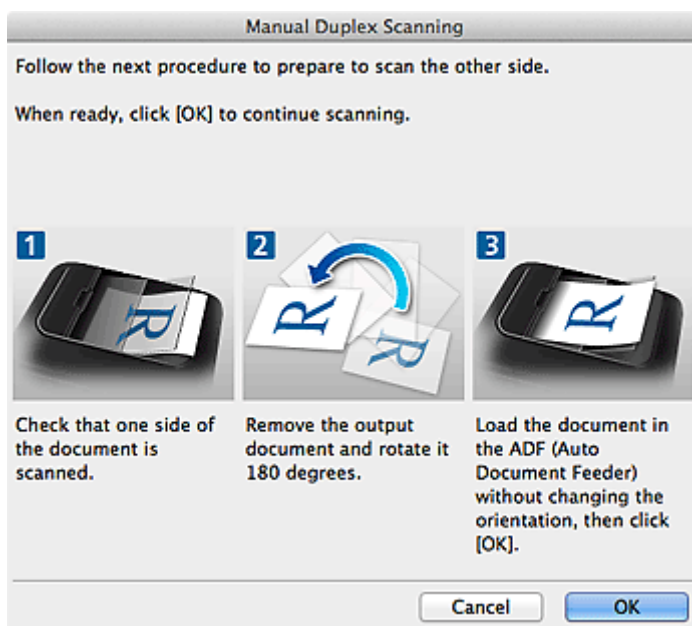 Manual Duplex Scanning
Follow the next procedure to prepare to scan the other side.
When ready, click [OK] to continue scanning.
1
R
Check that one side of
the document is
scanned.
2
R
R
Remove the output
document and rotate it
180 degrees.
3
R
Load the document in
the ADF (Auto
Document Feeder)
without changing the
orientation, then click
[OK].
Cancel
OK